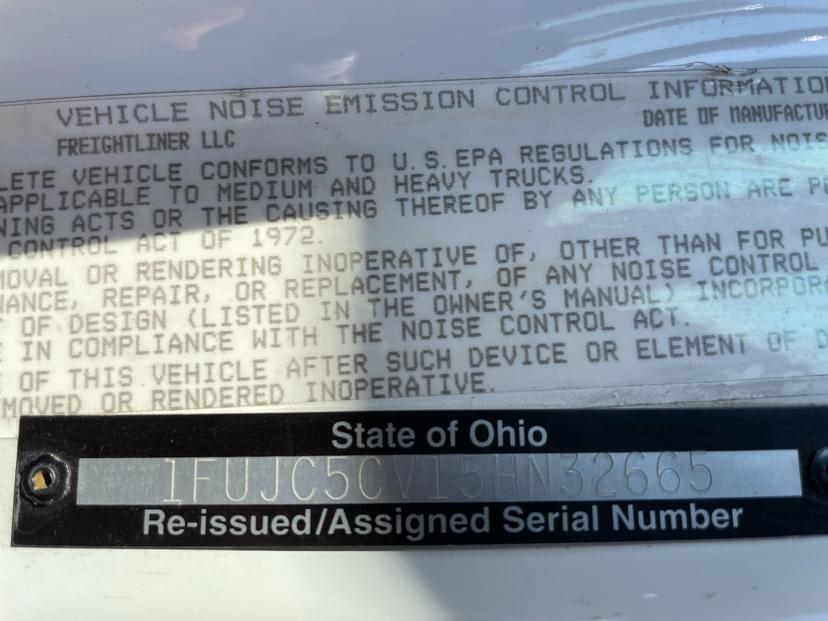 VEHICLE NOISE EMISSION CONTROL INFORMATIO
FREIGHTLINER LLC DATE OF MANUFACTU
LETE VEHICLE CONFORMS TO U.S.EPA REGULATIONS FOR NOIS
APPLICABLE TO MEDIUM AND HEAVY TRUCKS.
NING ACTS OR THE CAUSING THEREOF BY ANY PERSON ARE P
CONTROL ACT OF 1972.
MOVAL OR RENDERING INOPERATIVE OF, OTHER THAN FOR PU
NANCE, REPAIR, OR REPLACEMENT, OF ANY NOISE CONTROL
OF DESIGN (LISTED IN THE OWNER'S MANUAL) INCORPORA
IN COMPLIANCE WITH THE NOISE CONTROL ACT.
OF THIS VEHICLE AFTER SUCH DEVICE OR ELEMENT OF D
MOVED OR RENDERED INOPERATIVE.
State of Ohio
1FUJC5CV15HN32665
Re-issued/Assigned Serial Number